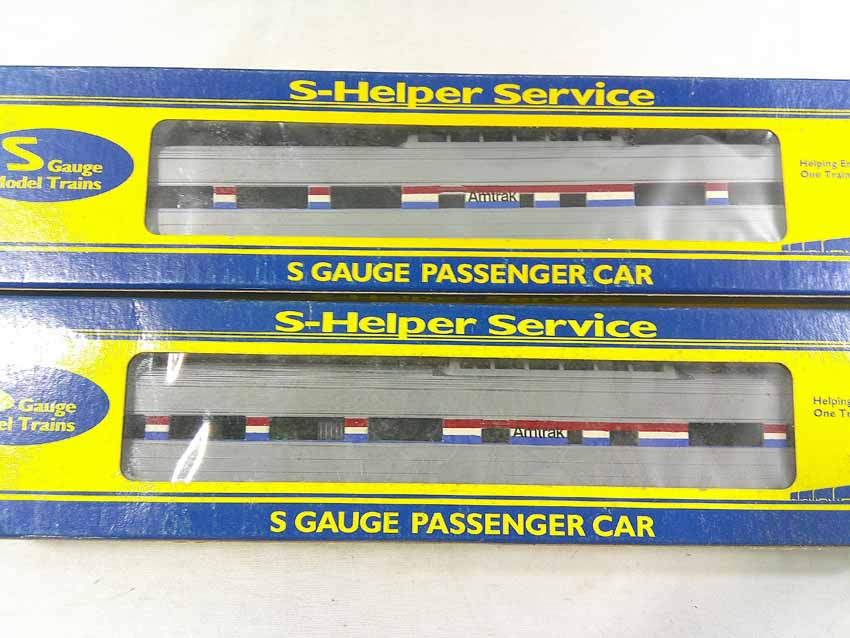 S-Helper Service
S Gauge
Model Trains
Helping
One Train
Amtrak
S GAUGE PASSENGER CAR
S-Helper Service
Gauge
Trains
Helping
One
Amtrak
S GAUGE PASSENGER CAR